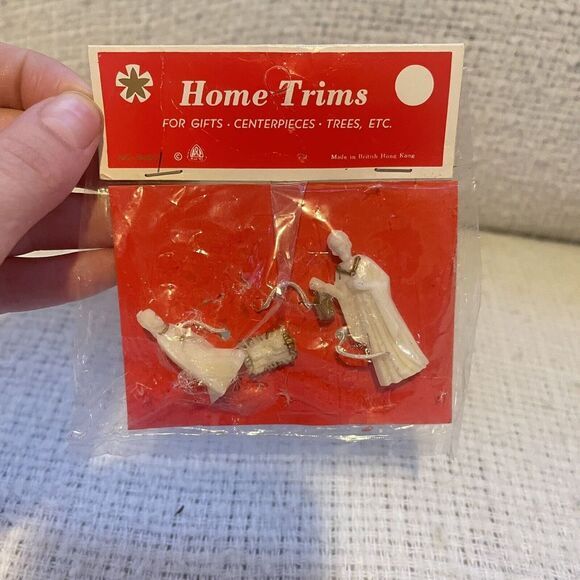 Home Trims
FOR GIFTS · CENTERPIECES · TREES, ETC.
©
Made in British Hong Kong